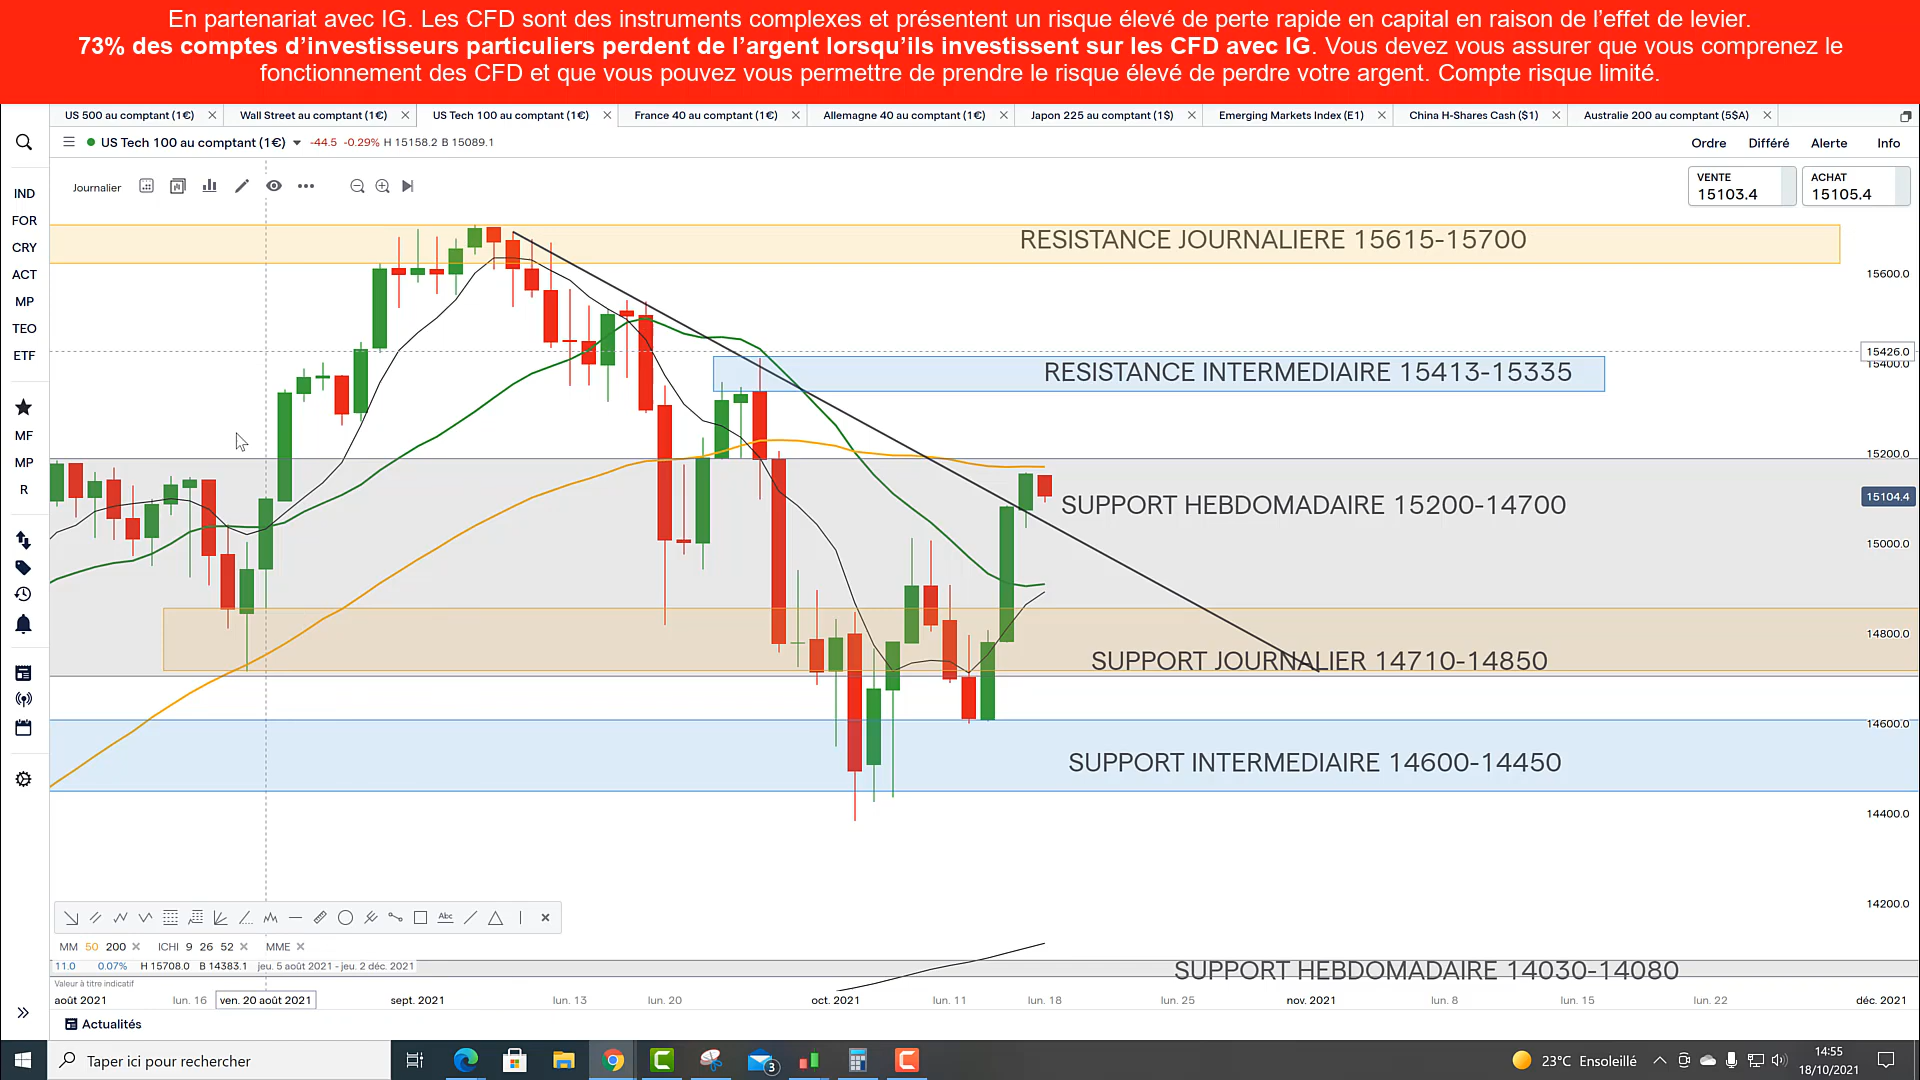 En partenariat avec IG. Les CFD sont des instruments complexes et présentent un risque élevé de perte rapide en capital en raison de l’effet de levier.
73% des comptes d’investisseurs particuliers perdent de l’argent lorsqu’ils investissent sur les CFD avec IG. Vous devez vous assurer que vous comprenez le
fonctionnement des CFD et que vous pouvez vous permettre de prendre le risque élevé de perdre votre argent. Compte risque limité.
US 500 au comptant (1€) Wall Street au comptant (1€) US Tech 100 au comptant (1€) France 40 au comptant (1€) Allemagne 40 au comptant (1€) Japon 225 au comptant (1$) Emerging Markets Index (E1) China H-Shares Cash ($1) Australie 200 au comptant (5$A)
US Tech 100 au comptant (1€) -44.5 -0.29% H 15158.2 B 15089.1 Ordre Différé Alerte Info
Journalier
VENTE
15103.4
ACHAT
15105.4
IND
FOR
CRY
ACT
MP
TEO
ETF
MF
MP
R
RESISTANCE JOURNALIERE 15615-15700
15600.0
15426.0
15400.0
RESISTANCE INTERMEDIAIRE 15413-15335
15200.0
15104.4
SUPPORT HEBDOMADAIRE 15200-14700
15000.0
14800.0
SUPPORT JOURNALIER 14710-14850
14600.0
SUPPORT INTERMEDIAIRE 14600-14450
14400.0
14200.0
Abc
MM 50 200 ICHI 9 26 52 MME
11.0 0.07% H 15708.0 B 14383.1 jeu. 5 août 2021 - jeu. 2 déc. 2021
SUPPORT HEBDOMADAIRE 14030-14080
Valeur à titre indicatif
août 2021 lun. 16 ven. 20 août 2021 sept. 2021 lun. 13 lun. 20 oct. 2021 lun. 11 lun. 18 lun. 25 nov. 2021 lun. 8 lun. 15 lun. 22 déc. 2021
Actualités
Taper ici pour rechercher
3
23°C Ensoleillé
14:55
18/10/2021